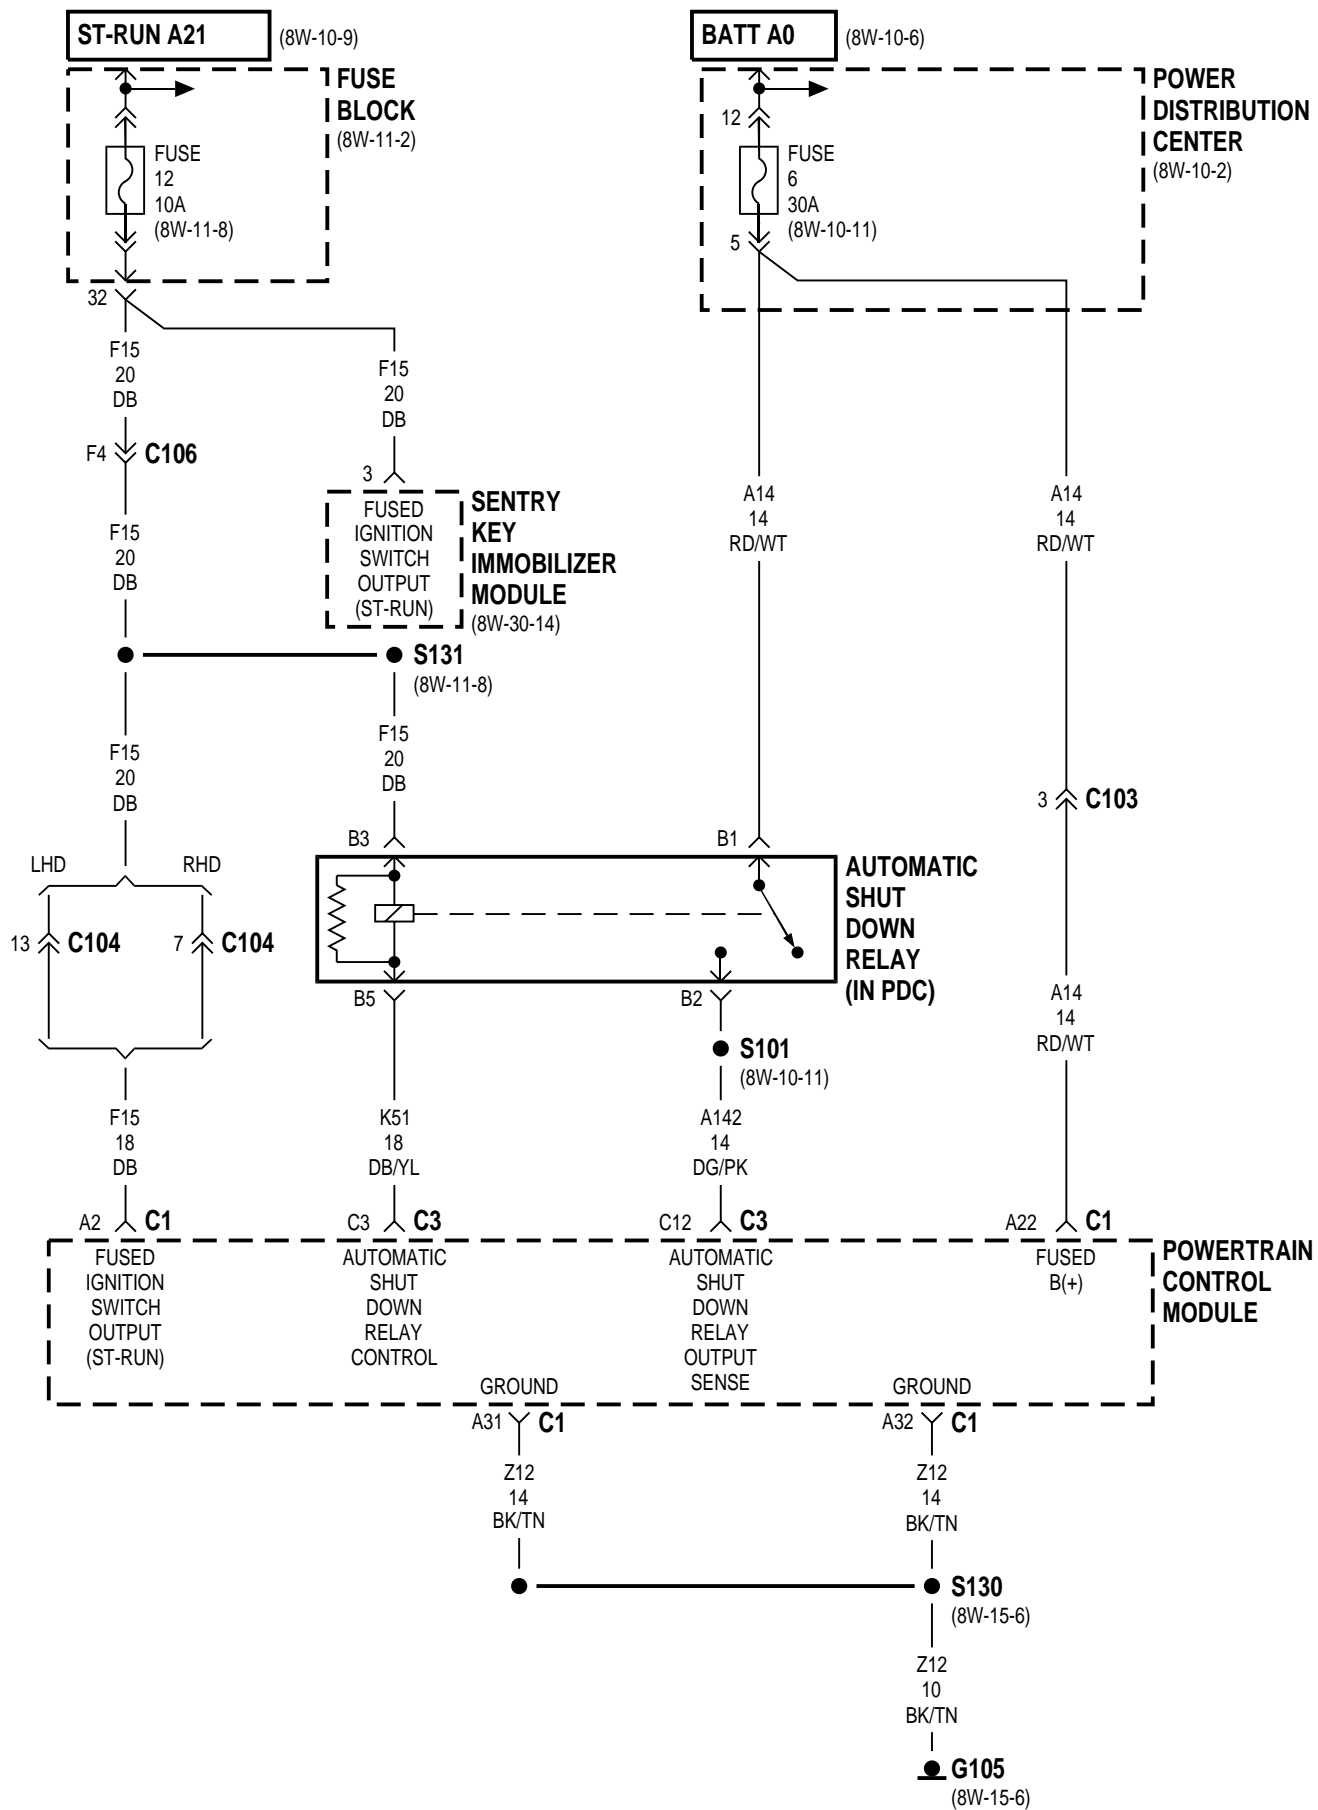 ST-RUN A21
(8W-10-9)
BATT A0
(8W-10-6)
FUSE
BLOCK
(8W-11-2)
FUSE
12
10A
(8W-11-8)
32
12
FUSE
6
30A
(8W-10-11)
5
POWER
DISTRIBUTION
CENTER
(8W-10-2)
F15
20
DB
F15
20
DB
F4
C106
3
FUSED
IGNITION
SWITCH
OUTPUT
(ST-RUN)
SENTRY
KEY
IMMOBILIZER
MODULE
(8W-30-14)
F15
20
DB
A14
14
RD/WT
A14
14
RD/WT
S131
(8W-11-8)
F15
20
DB
F15
20
DB
3
C103
B3
B1
LHD
RHD
13
C104
7
C104
AUTOMATIC
SHUT
DOWN
RELAY
(IN PDC)
B5
B2
S101
(8W-10-11)
A14
14
RD/WT
F15
18
DB
K51
18
DB/YL
A142
14
DG/PK
A2
C1
C3
C3
C12
C3
A22
C1
FUSED
IGNITION
SWITCH
OUTPUT
(ST-RUN)
AUTOMATIC
SHUT
DOWN
RELAY
CONTROL
AUTOMATIC
SHUT
DOWN
RELAY
OUTPUT
SENSE
FUSED
B(+)
POWERTRAIN
CONTROL
MODULE
GROUND
GROUND
A31
C1
A32
C1
Z12
14
BK/TN
Z12
14
BK/TN
S130
(8W-15-6)
Z12
10
BK/TN
G105
(8W-15-6)